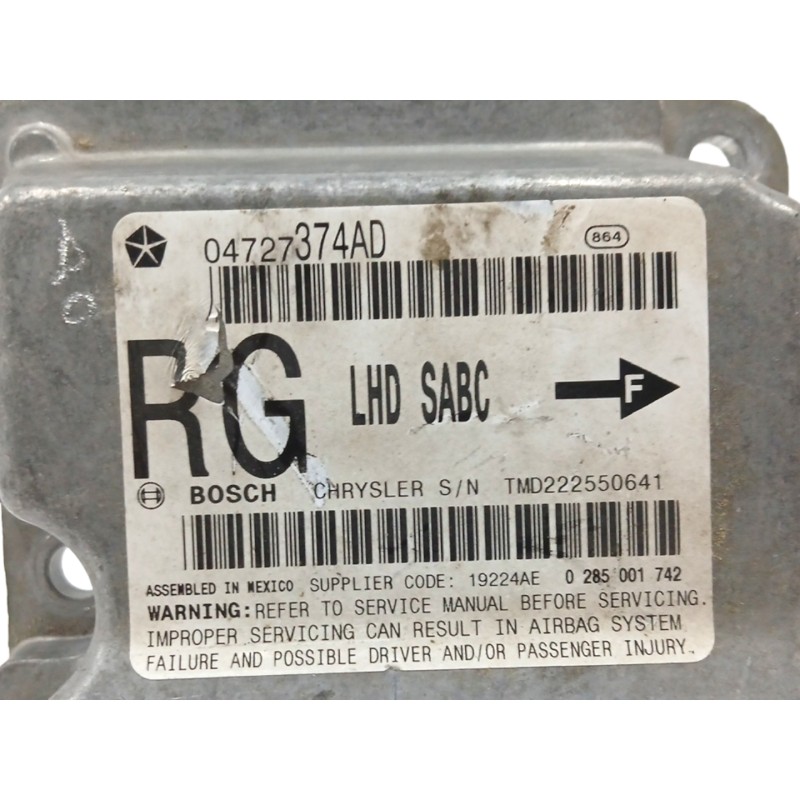 04727374AD
864
RG LHD SABC F
BOSCH CHRYSLER S/N TMD222550641
ASSEMBLED IN MEXICO SUPPLIER CODE: 19224AE 0 285 001 742
WARNING: REFER TO SERVICE MANUAL BEFORE SERVICING.
IMPROPER SERVICING CAN RESULT IN AIRBAG SYSTEM
FAILURE AND POSSIBLE DRIVER AND/OR PASSENGER INJURY.